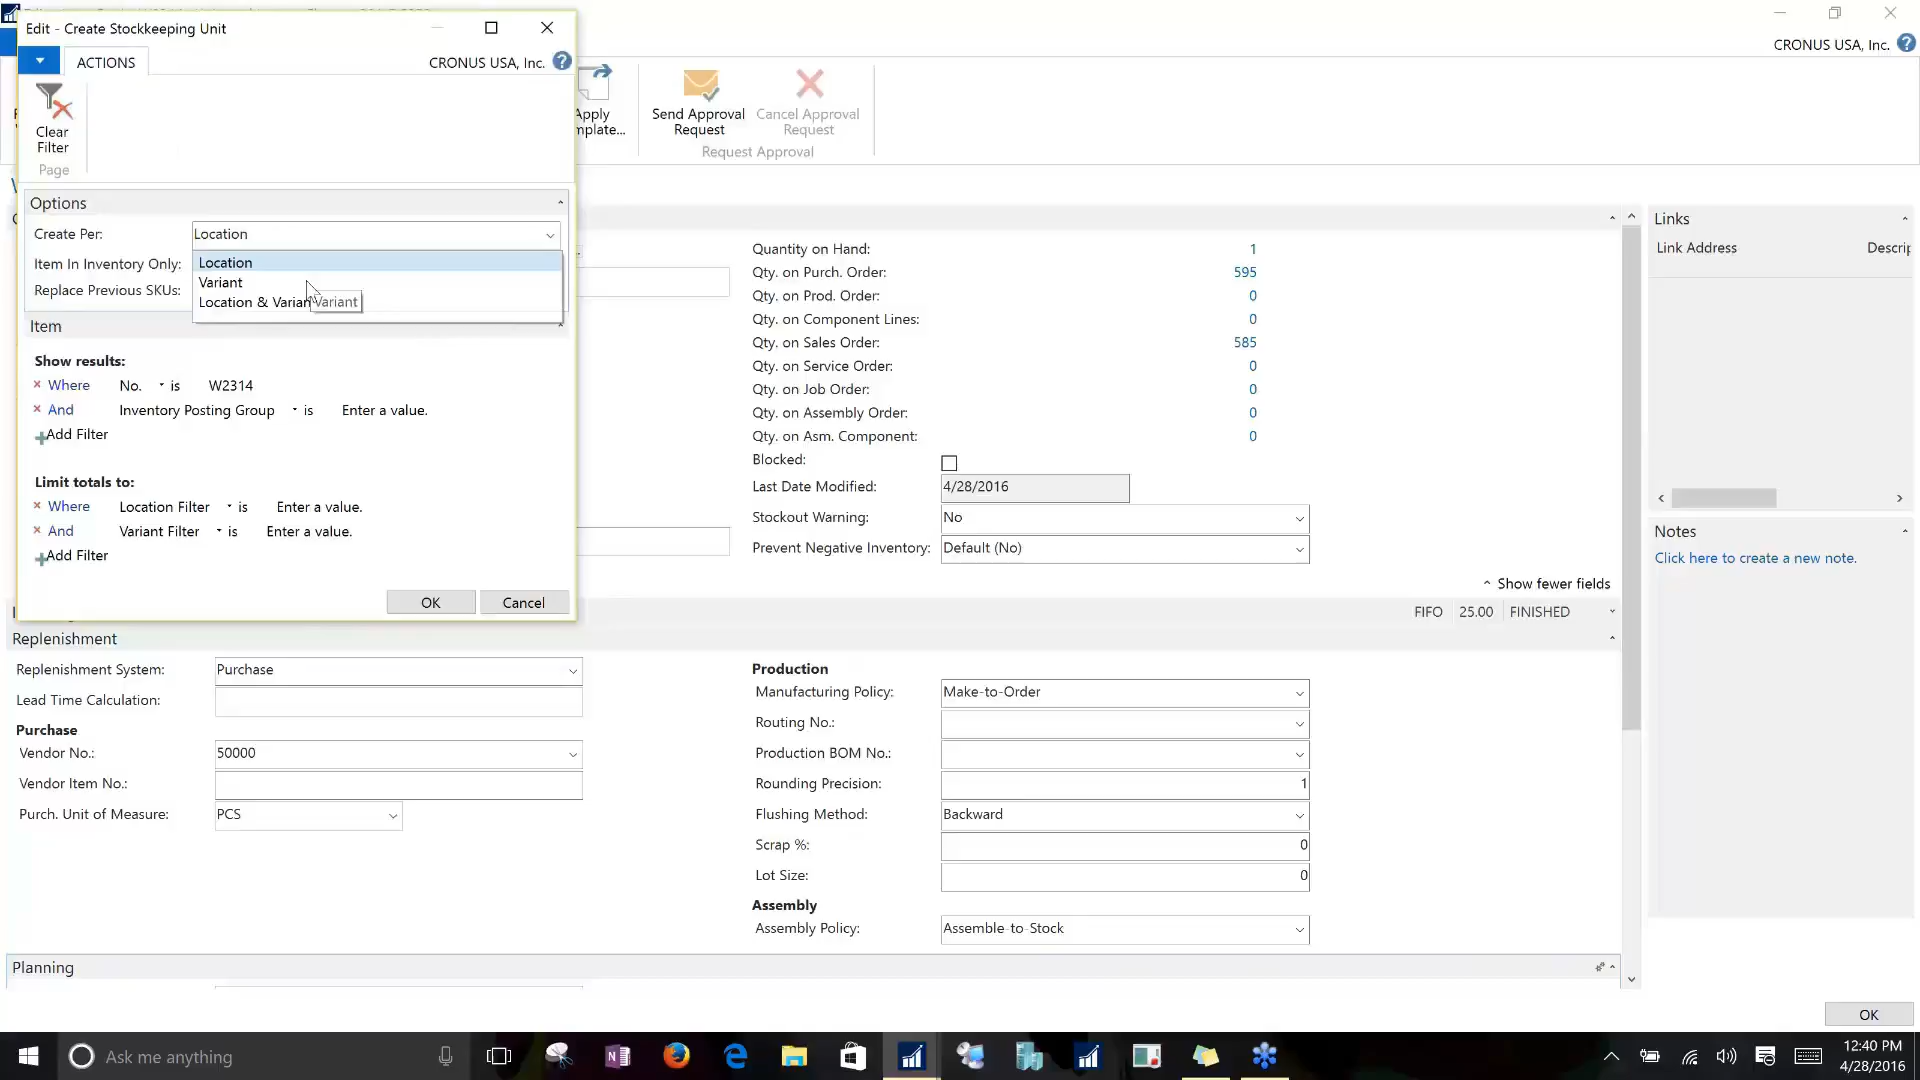 Edit - Create Stockkeeping Unit
ACTIONS
CRONUS USA, Inc.
CRONUS USA, Inc.
Clear
Filter
Page
Apply
mplate...
Send Approval
Request
Cancel Approval
Request
Request Approval
Options
Create Per:
Location
Item In Inventory Only:
Replace Previous SKUs:
Location
Variant
Location & Varian
Variant
Item
Show results:
× Where No. is W2314
× And Inventory Posting Group is Enter a value.
Add Filter
Limit totals to:
× Where Location Filter is Enter a value.
× And Variant Filter is Enter a value.
Add Filter
OK
Cancel
Quantity on Hand: 1
Qty. on Purch. Order: 595
Qty. on Prod. Order: 0
Qty. on Component Lines: 0
Qty. on Sales Order: 585
Qty. on Service Order: 0
Qty. on Job Order: 0
Qty. on Assembly Order: 0
Qty. on Asm. Component: 0
Blocked:
Last Date Modified: 4/28/2016
Stockout Warning: No
Prevent Negative Inventory: Default (No)
Show fewer fields
FIFO 25.00 FINISHED
Links
Link Address Descrip
Notes
Click here to create a new note.
Replenishment
Replenishment System: Purchase
Lead Time Calculation:
Purchase
Vendor No.: 50000
Vendor Item No.:
Purch. Unit of Measure: PCS
Production
Manufacturing Policy: Make-to-Order
Routing No.:
Production BOM No.:
Rounding Precision: 1
Flushing Method: Backward
Scrap %: 0
Lot Size: 0
Assembly
Assembly Policy: Assemble-to-Stock
Planning
OK
Ask me anything
12:40 PM
4/28/2016